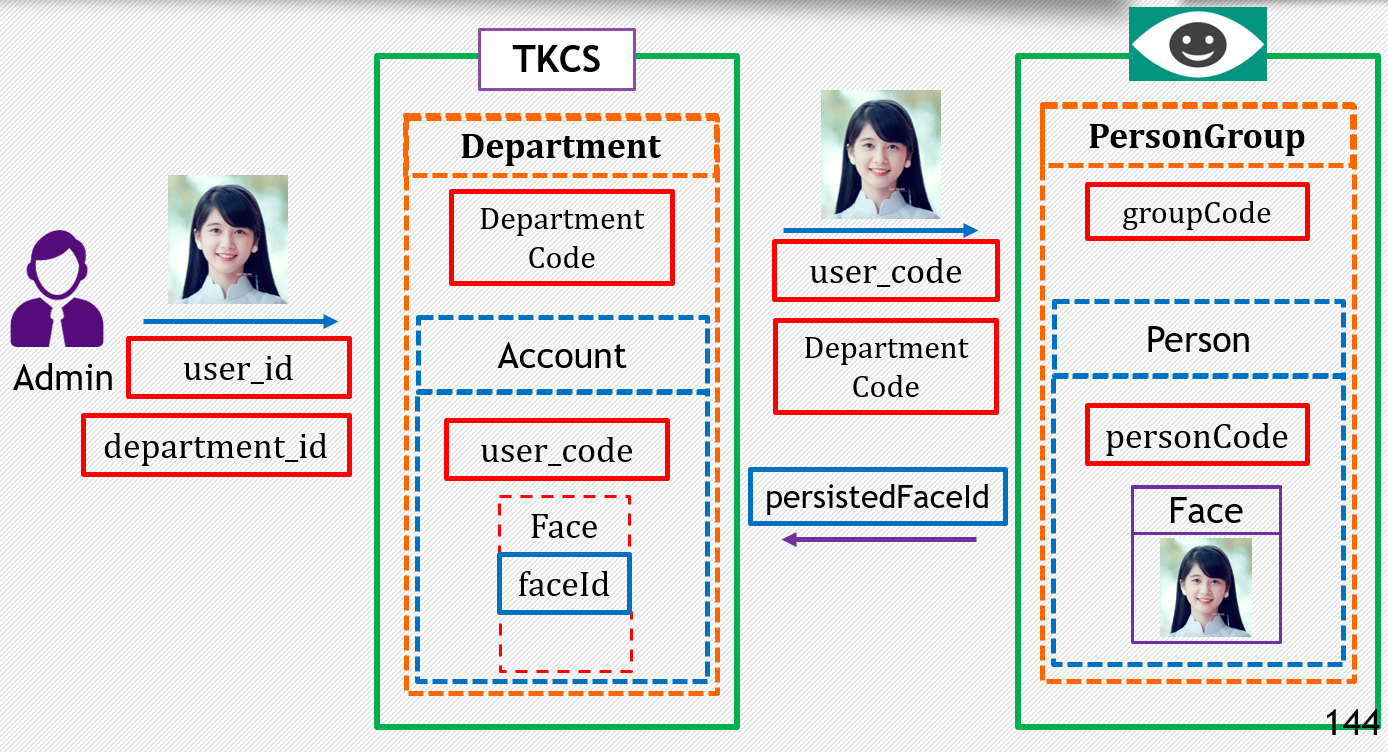 TKCS
Department
Department
Code
Account
user_code
Face
faceId
Admin
user_id
department_id
user_code
Department
Code
persistedFaceId
PersonGroup
groupCode
Person
personCode
Face
144